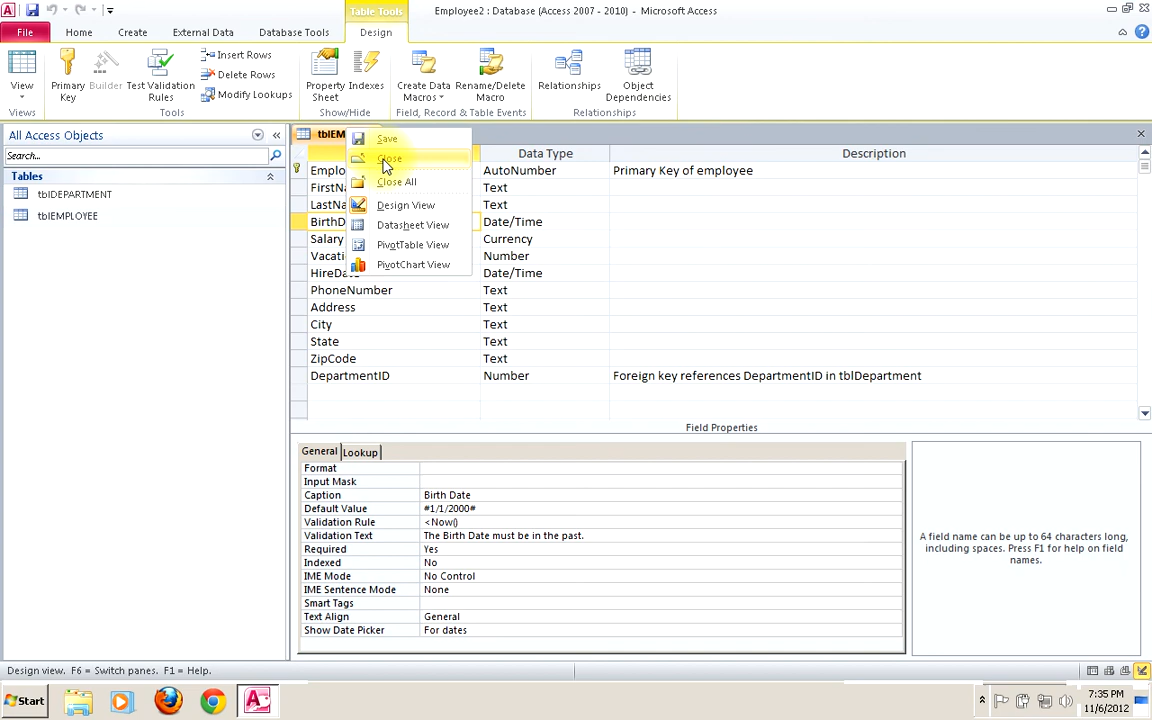 Table Tools
Employee2 : Database (Access 2007 - 2010) - Microsoft Access
File
Home
Create
External Data
Database Tools
Design
View
Primary Key
Builder
Test Validation Rules
Insert Rows
Delete Rows
Modify Lookups
Property Sheet
Indexes
Create Data Macros
Rename/Delete Macro
Relationships
Object Dependencies
Views
Tools
Show/Hide
Field, Record & Table Events
Relationships
All Access Objects
Search...
Tables
tblDEPARTMENT
tblEMPLOYEE
Save
Close
Close All
Design View
Datasheet View
PivotTable View
PivotChart View
Data Type
Description
AutoNumber
Primary Key of employee
Text
Text
Date/Time
Currency
Number
Date/Time
PhoneNumber
Text
Address
Text
City
Text
State
Text
ZipCode
Text
DepartmentID
Number
Foreign key references DepartmentID in tblDepartment
Field Properties
General
Lookup
Format
Input Mask
Caption
Birth Date
Default Value
#1/1/2000#
Validation Rule
<Now()
Validation Text
The Birth Date must be in the past.
Required
Yes
Indexed
No
IME Mode
No Control
IME Sentence Mode
None
Smart Tags
Text Align
General
Show Date Picker
For dates
A field name can be up to 64 characters long,
including spaces. Press F1 for help on field
names.
Design view. F6 = Switch panes. F1 = Help.
Start
7:35 PM
11/6/2012